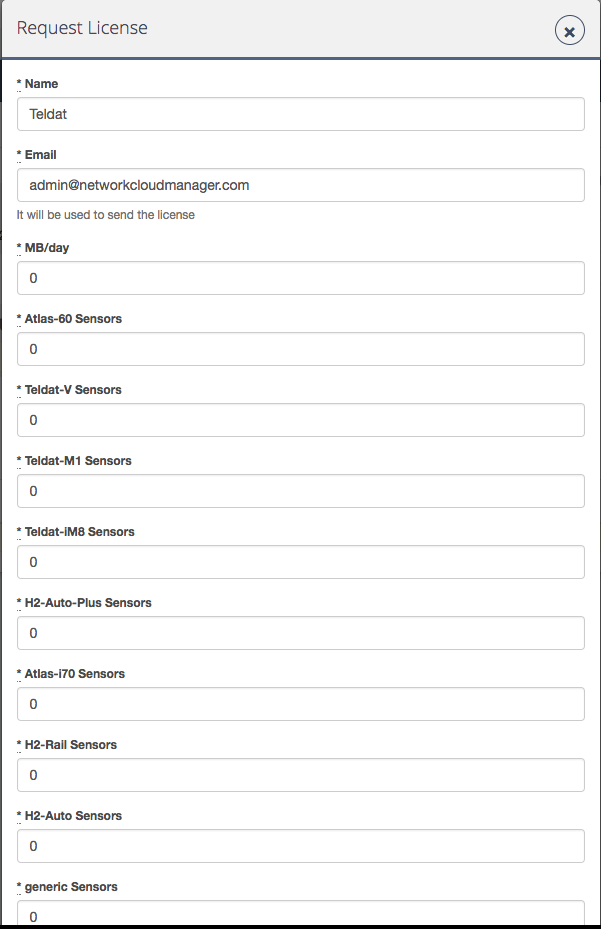 Request License
* Name
Teldat
* Email
admin@networkcloudmanager.com
It will be used to send the license
* MB/day
0
* Atlas-60 Sensors
0
* Teldat-V Sensors
0
* Teldat-M1 Sensors
0
* Teldat-iM8 Sensors
0
* H2-Auto-Plus Sensors
0
* Atlas-i70 Sensors
0
* H2-Rail Sensors
0
* H2-Auto Sensors
0
* generic Sensors
0